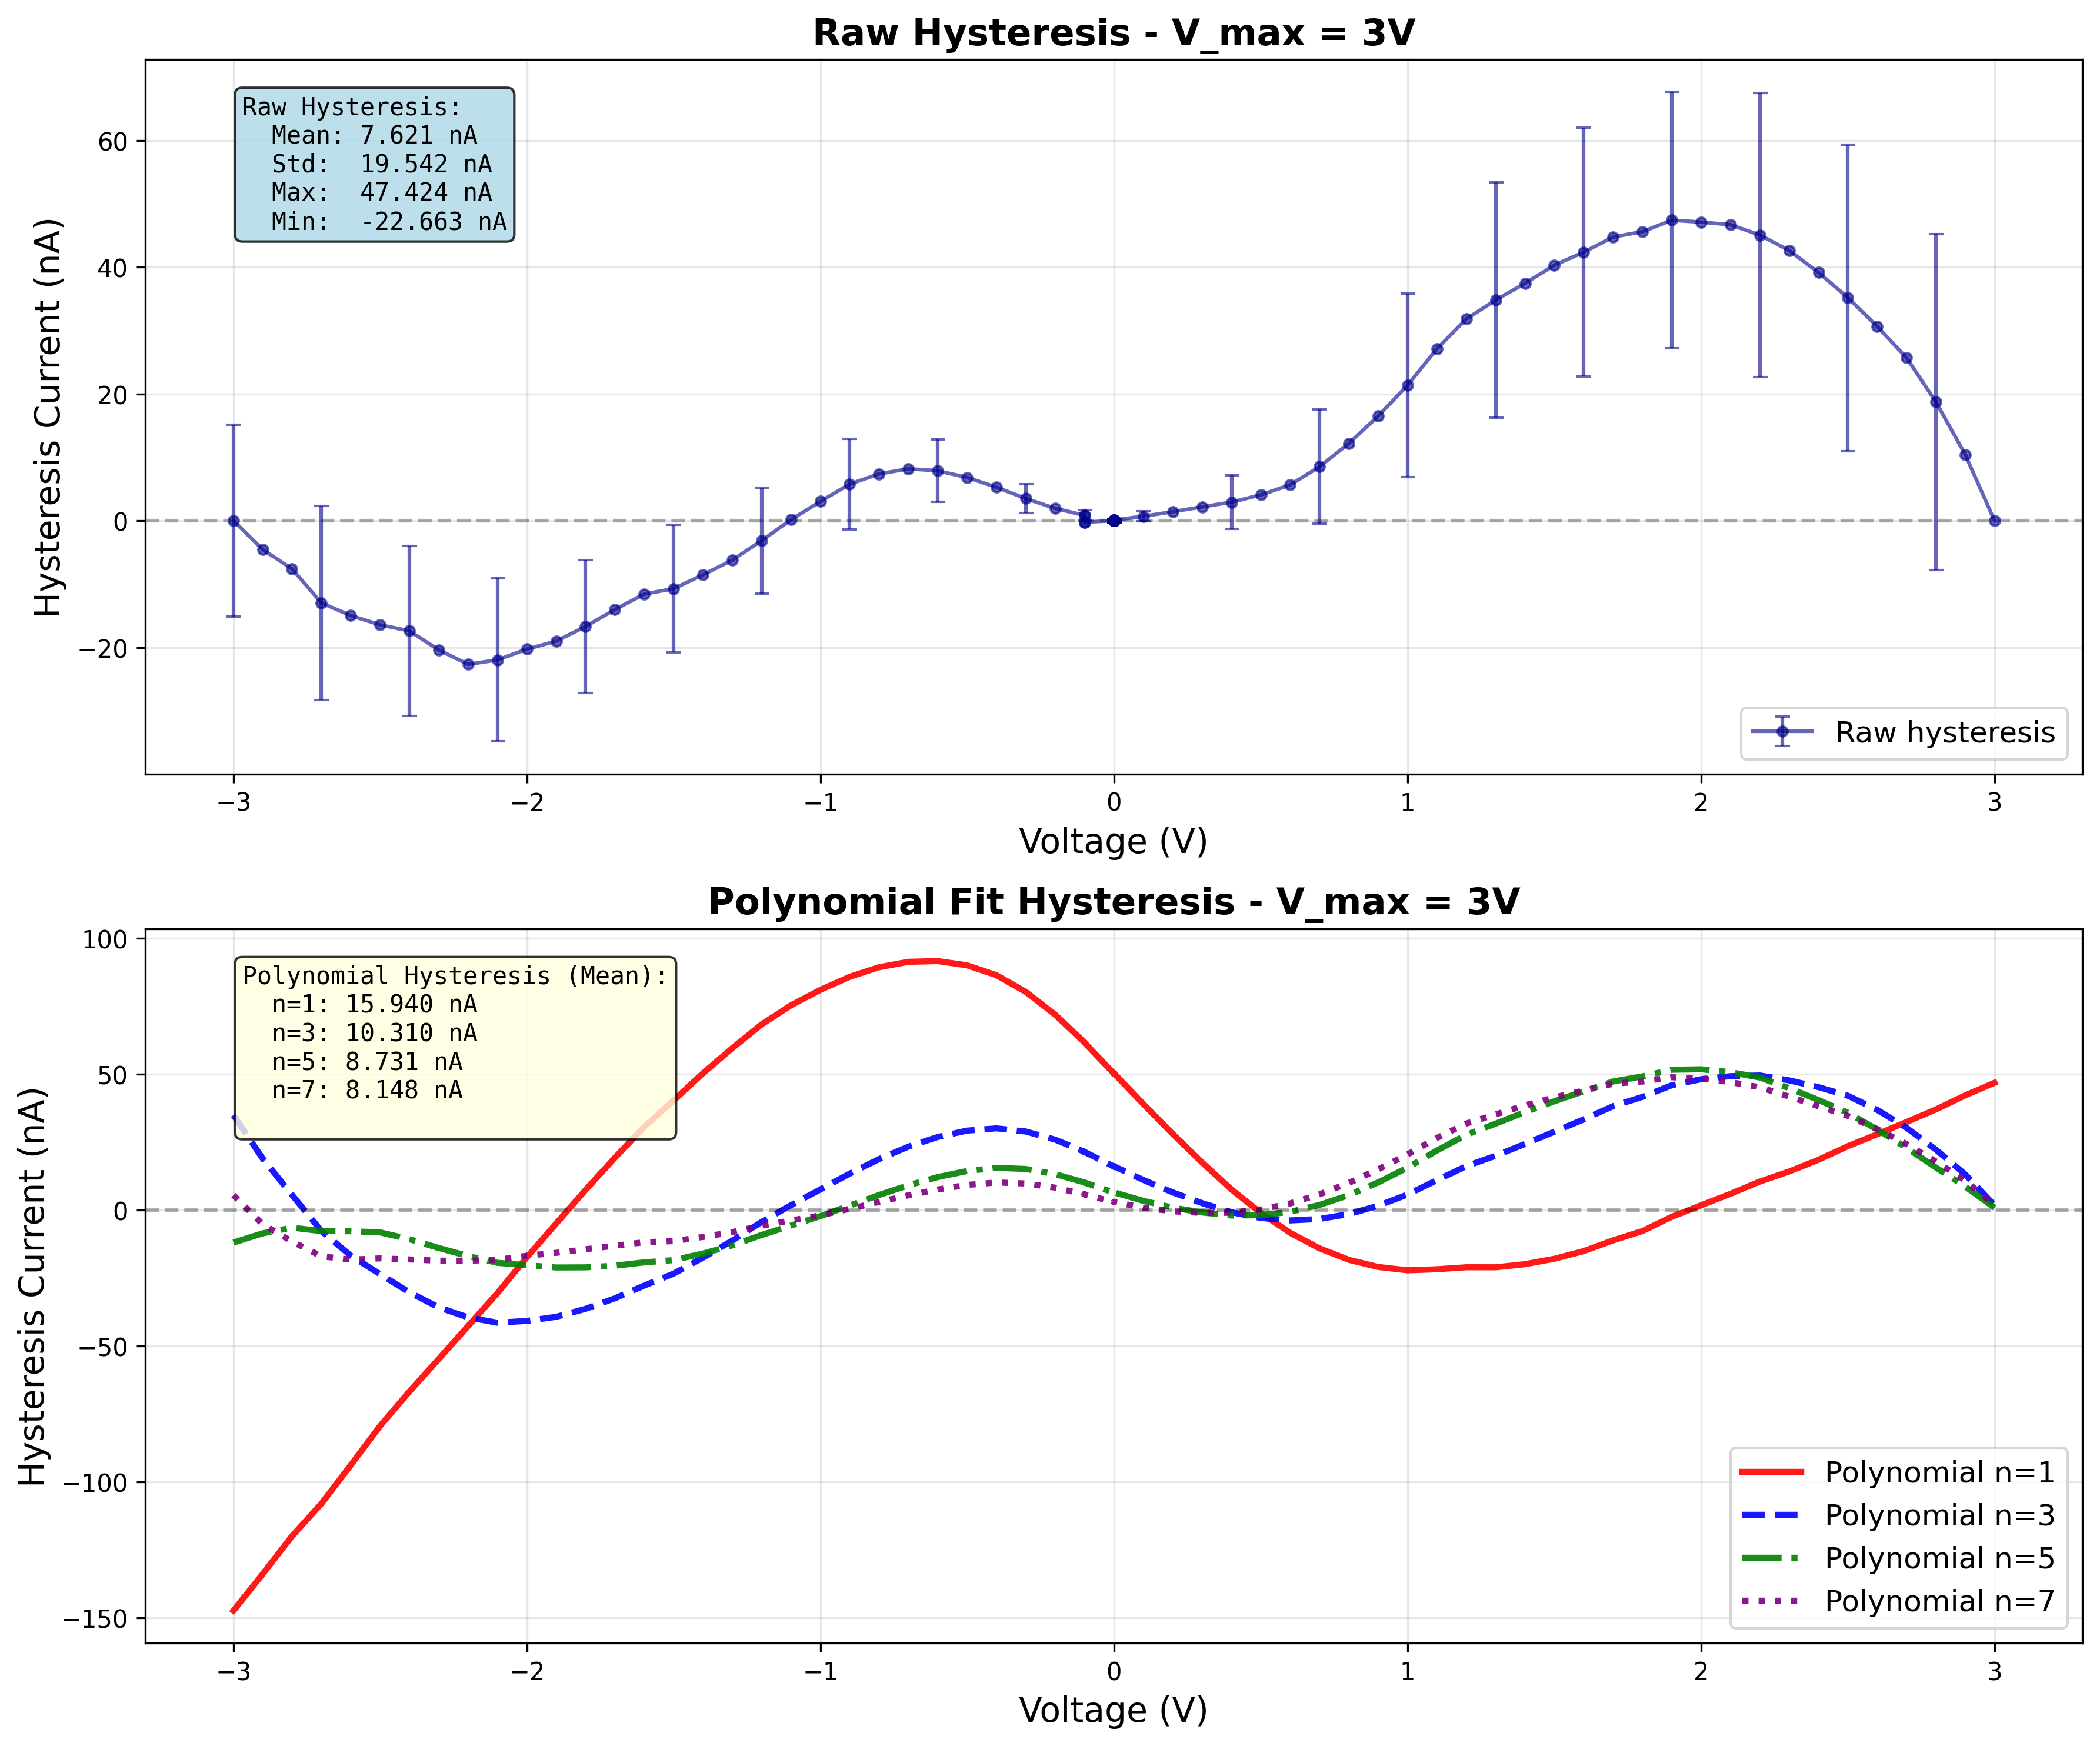 Raw Hysteresis - V_max = 3V
Raw Hysteresis:
Mean: 7.621 nA
Std:  19.542 nA
Max:  47.424 nA
Min:  -22.663 nA
Hysteresis Current (nA)
60
40
20
0
−20
Raw hysteresis
−3 −2 −1 0 1 2 3
Voltage (V)
Polynomial Fit Hysteresis - V_max = 3V
Polynomial Hysteresis (Mean):
n=1: 15.940 nA
n=3: 10.310 nA
n=5: 8.731 nA
n=7: 8.148 nA
Hysteresis Current (nA)
100
50
0
−50
−100
−150
Polynomial n=1
Polynomial n=3
Polynomial n=5
Polynomial n=7
−3 −2 −1 0 1 2 3
Voltage (V)